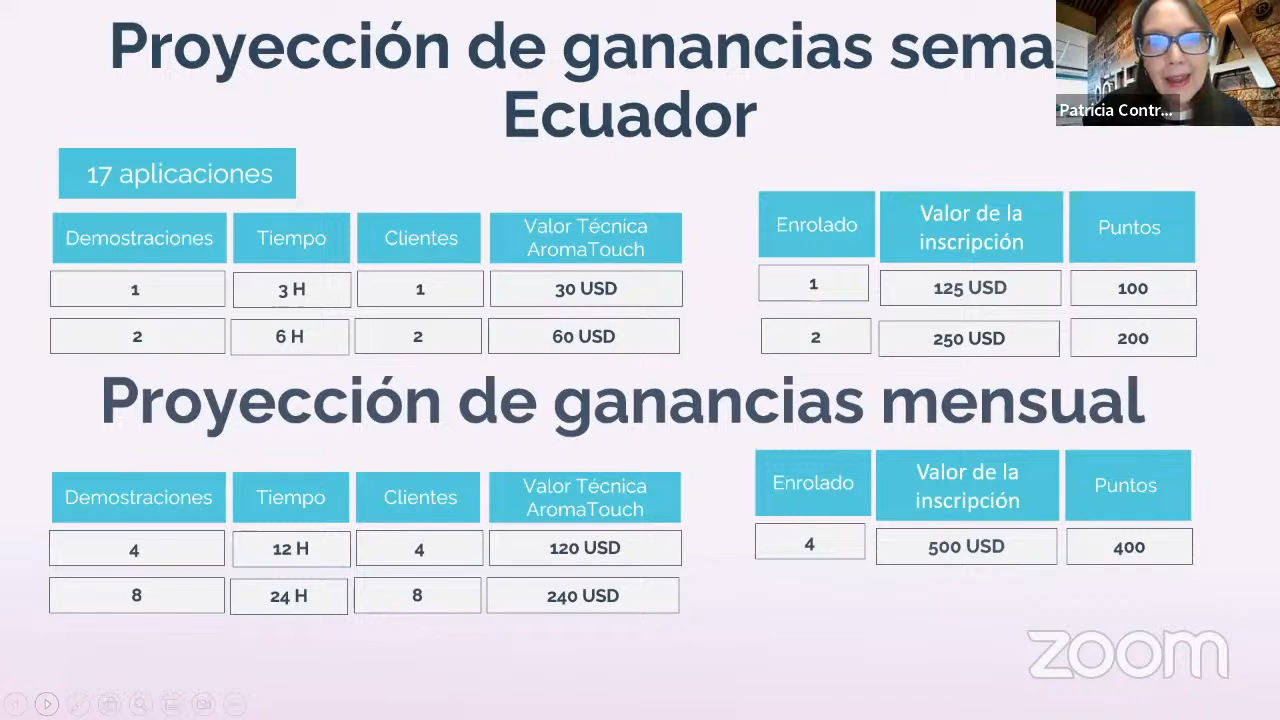 Proyección de ganancias sema
Ecuador
Patricia Contr...
17 aplicaciones
Demostraciones
Tiempo
Clientes
Valor Técnica
AromaTouch
1
3 H
1
30 USD
2
6 H
2
60 USD
Enrolado
Valor de la
inscripción
Puntos
1
125 USD
100
2
250 USD
200
Proyección de ganancias mensual
Demostraciones
Tiempo
Clientes
Valor Técnica
AromaTouch
4
12 H
4
120 USD
8
24 H
8
240 USD
Enrolado
Valor de la
inscripción
Puntos
4
500 USD
400
zoom